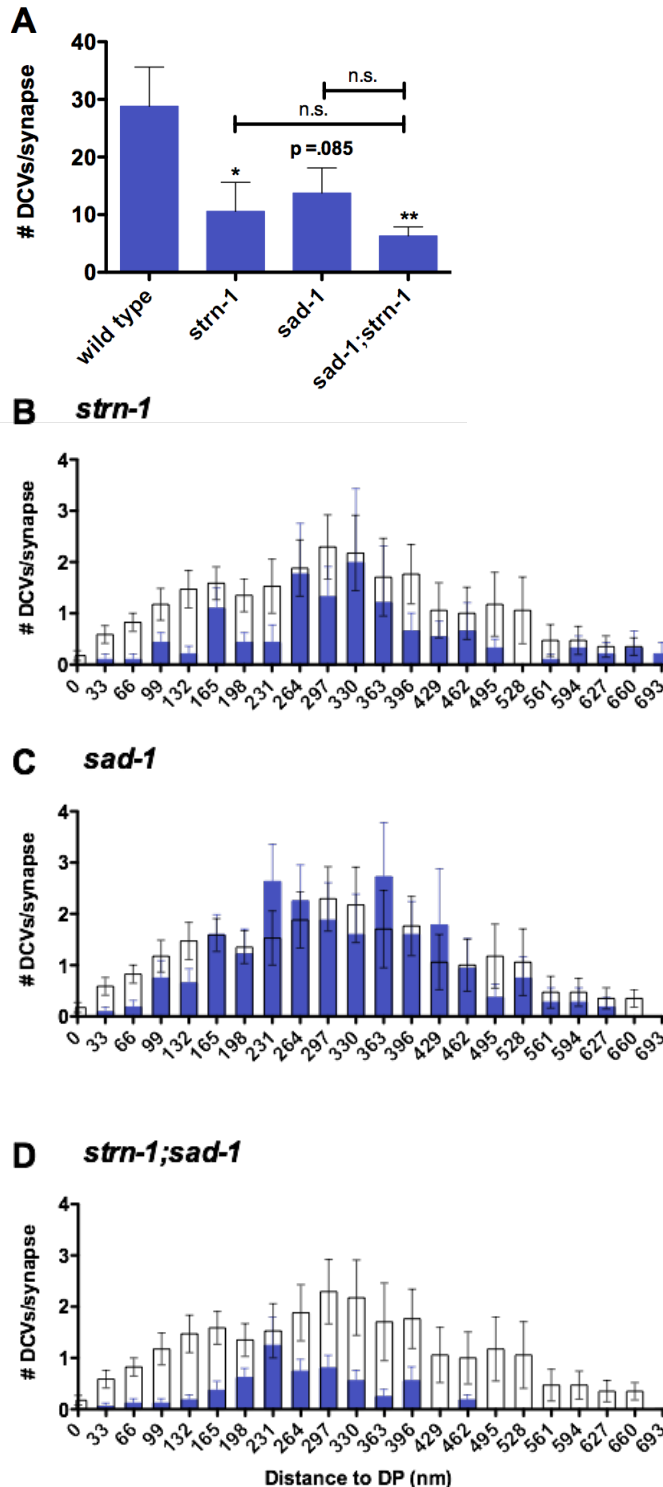 A
# DCVs/synapse
40
30
20
10
0
n.s.
n.s.
*
p =.085
**
wild type
strn-1
sad-1
sad-1;strn-1
B strn-1
# DCVs/synapse
4
3
2
1
0
0 33 66 99 132 165 198 231 264 297 330 363 396 429 462 495 528 561 594 627 660 693
C sad-1
# DCVs/synapse
4
3
2
1
0
0 33 66 99 132 165 198 231 264 297 330 363 396 429 462 495 528 561 594 627 660 693
D strn-1;sad-1
# DCVs/synapse
4
3
2
1
0
0 33 66 99 132 165 198 231 264 297 330 363 396 429 462 495 528 561 594 627 660 693
Distance to DP (nm)